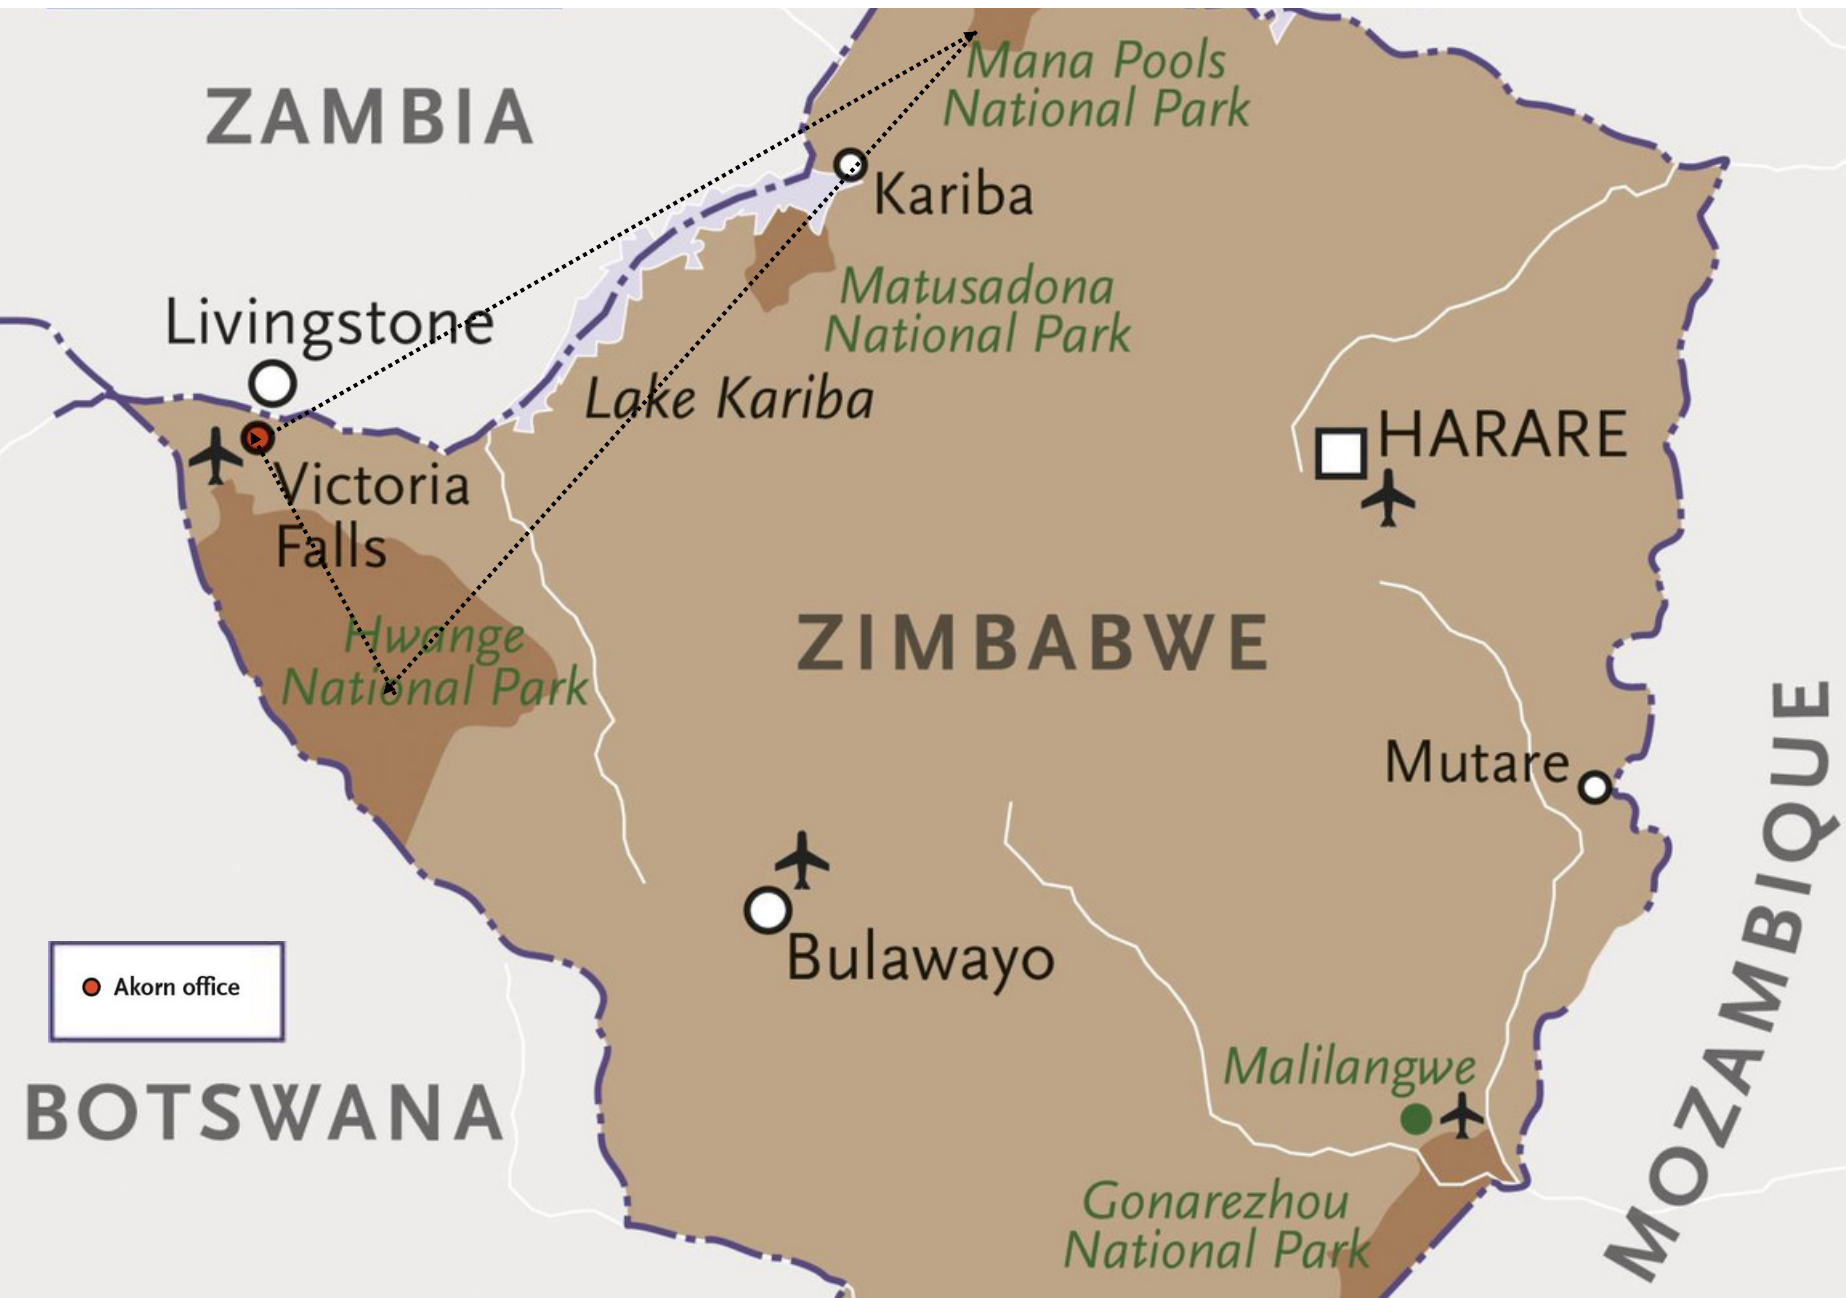 Mana Pools
National Park
ZAMBIA
Kariba
Matusadona
National Park
Livingstone
Lake Kariba
HARARE
Victoria
Falls
Hwange
National Park
ZIMBABWE
Mutare
MOZAMBIQUE
Bulawayo
Akorn office
BOTSWANA
Malilangwe
Gonarezhou
National Park